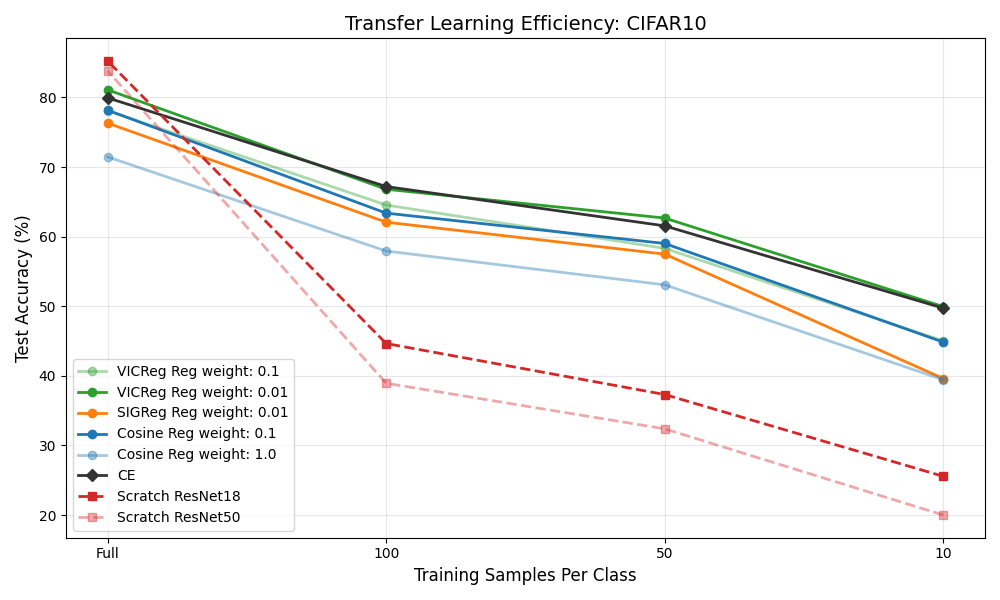 Transfer Learning Efficiency: CIFAR10
Test Accuracy (%)
80
70
60
50
40
30
20
VICReg Reg weight: 0.1
VICReg Reg weight: 0.01
SIGReg Reg weight: 0.01
Cosine Reg weight: 0.1
Cosine Reg weight: 1.0
CE
Scratch ResNet18
Scratch ResNet50
Full
100
50
10
Training Samples Per Class